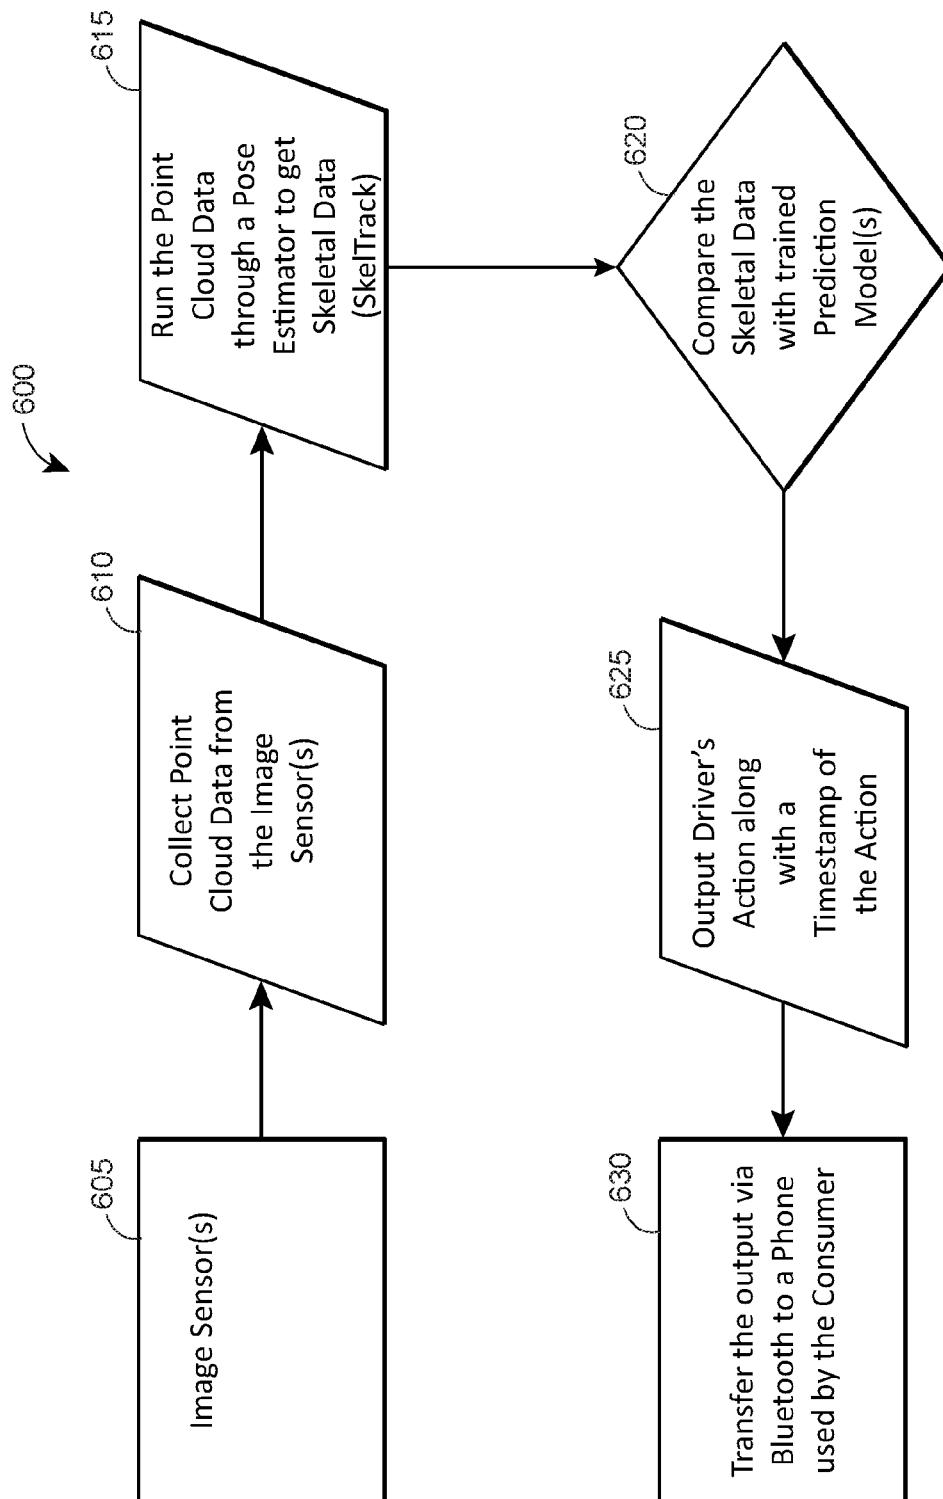 600
605
Image Sensor(s)
610
Collect Point
Cloud Data from
the Image
Sensor(s)
615
Run the Point
Cloud Data
through a Pose
Estimator to get
Skeletal Data
(SkelTrack)
620
Compare the
Skeletal Data
with trained
Prediction
Model(s)
625
Output Driver’s
Action along
with a
Timestamp of
the Action
630
Transfer the output via
Bluetooth to a Phone
used by the Consumer